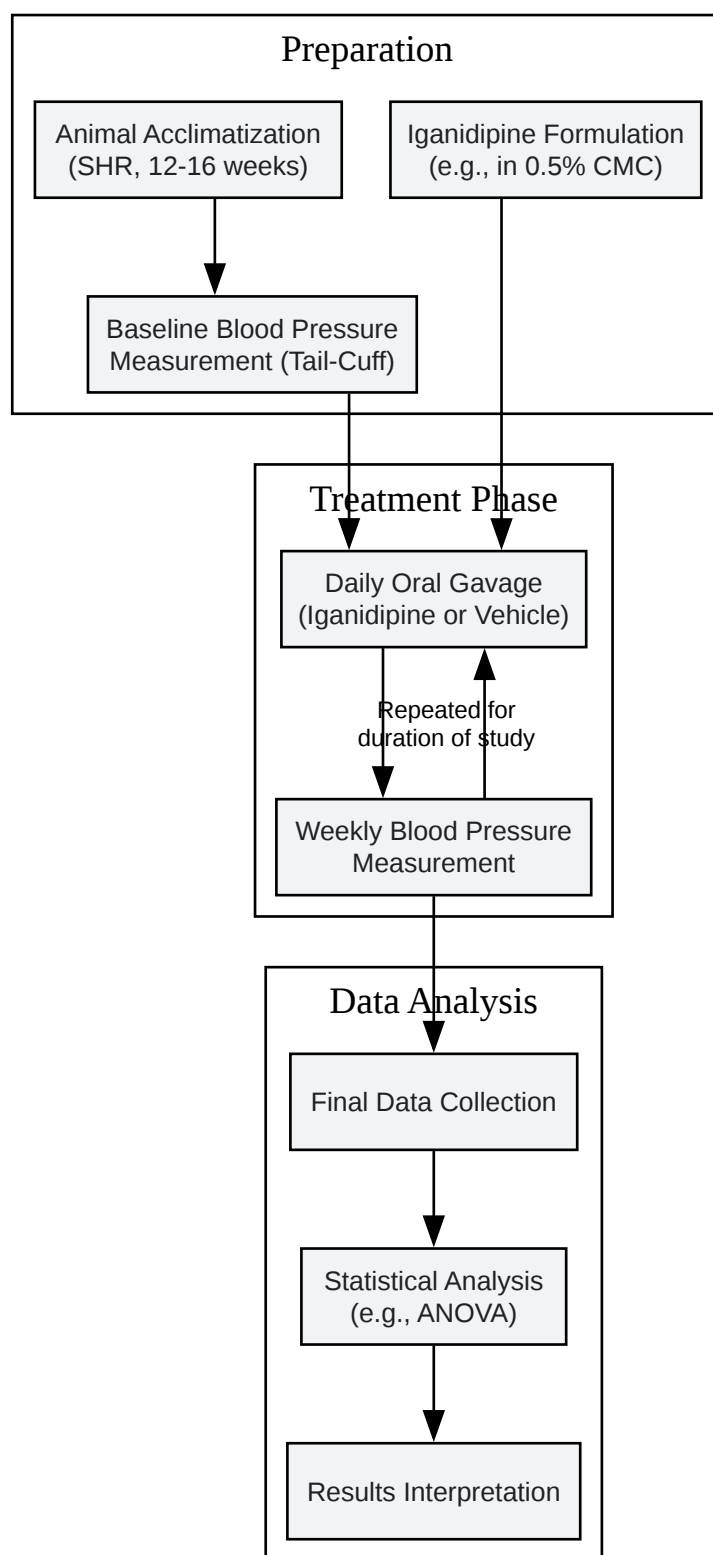 Preparation
Animal Acclimatization
(SHR, 12-16 weeks)
Iganidipine Formulation
(e.g., in 0.5% CMC)
Baseline Blood Pressure
Measurement (Tail-Cuff)
Treatment Phase
Daily Oral Gavage
(Iganidipine or Vehicle)
Repeated for
duration of study
Weekly Blood Pressure
Measurement
Data Analysis
Final Data Collection
Statistical Analysis
(e.g., ANOVA)
Results Interpretation